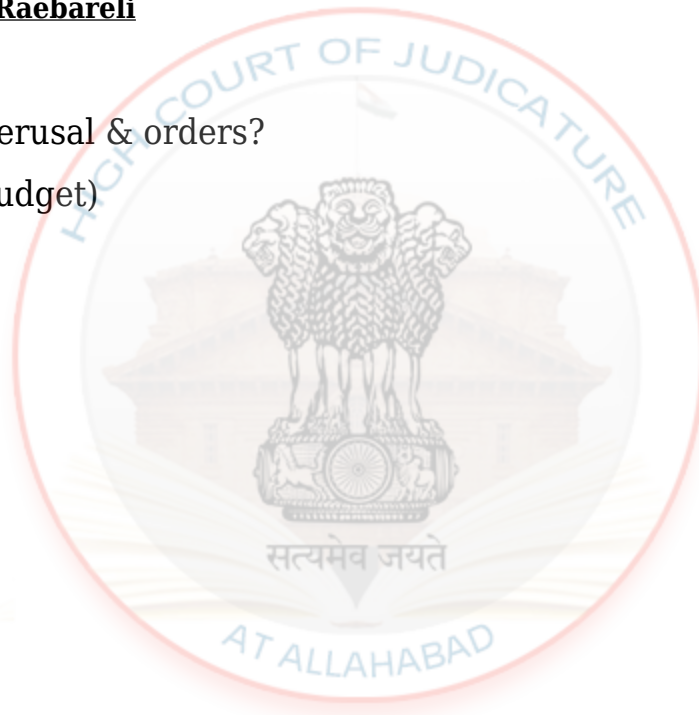 Raebareli
erusal & orders?
udget)
HIGH COURT OF JUDICATURE
सत्यमेव जयते
AT ALLAHABAD